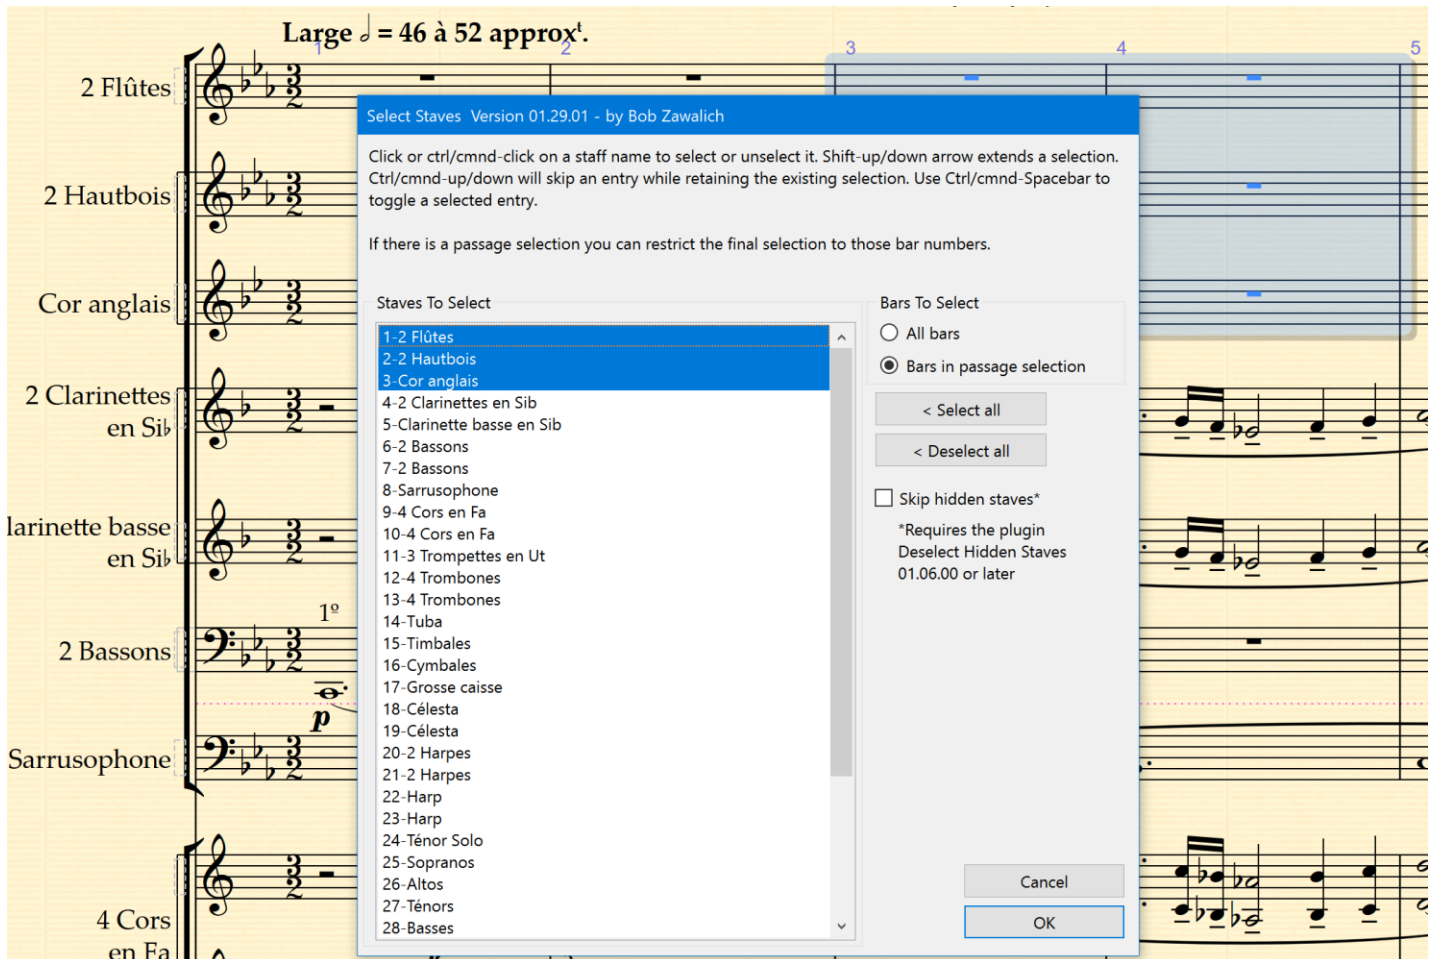 Large 𝅗𝅥 = 46 à 52 approxᵗ.
1 2 3 4 5
2 Flûtes
2 Hautbois
Cor anglais
2 Clarinettes
en Si♭
larinette basse
en Si♭
1º
2 Bassons
p
Sarrusophone
4 Cors
en Fa
Select Staves Version 01.29.01 - by Bob Zawalich
Click or ctrl/cmnd-click on a staff name to select or unselect it. Shift-up/down arrow extends a selection.
Ctrl/cmnd-up/down will skip an entry while retaining the existing selection. Use Ctrl/cmnd-Spacebar to
toggle a selected entry.
If there is a passage selection you can restrict the final selection to those bar numbers.
Staves To Select
1-2 Flûtes
2-2 Hautbois
3-Cor anglais
4-2 Clarinettes en Sib
5-Clarinette basse en Sib
6-2 Bassons
7-2 Bassons
8-Sarrusophone
9-4 Cors en Fa
10-4 Cors en Fa
11-3 Trompettes en Ut
12-4 Trombones
13-4 Trombones
14-Tuba
15-Timbales
16-Cymbales
17-Grosse caisse
18-Célesta
19-Célesta
20-2 Harpes
21-2 Harpes
22-Harp
23-Harp
24-Ténor Solo
25-Sopranos
26-Altos
27-Ténors
28-Basses
Bars To Select
All bars
Bars in passage selection
< Select all
< Deselect all
Skip hidden staves*
*Requires the plugin
Deselect Hidden Staves
01.06.00 or later
Cancel
OK